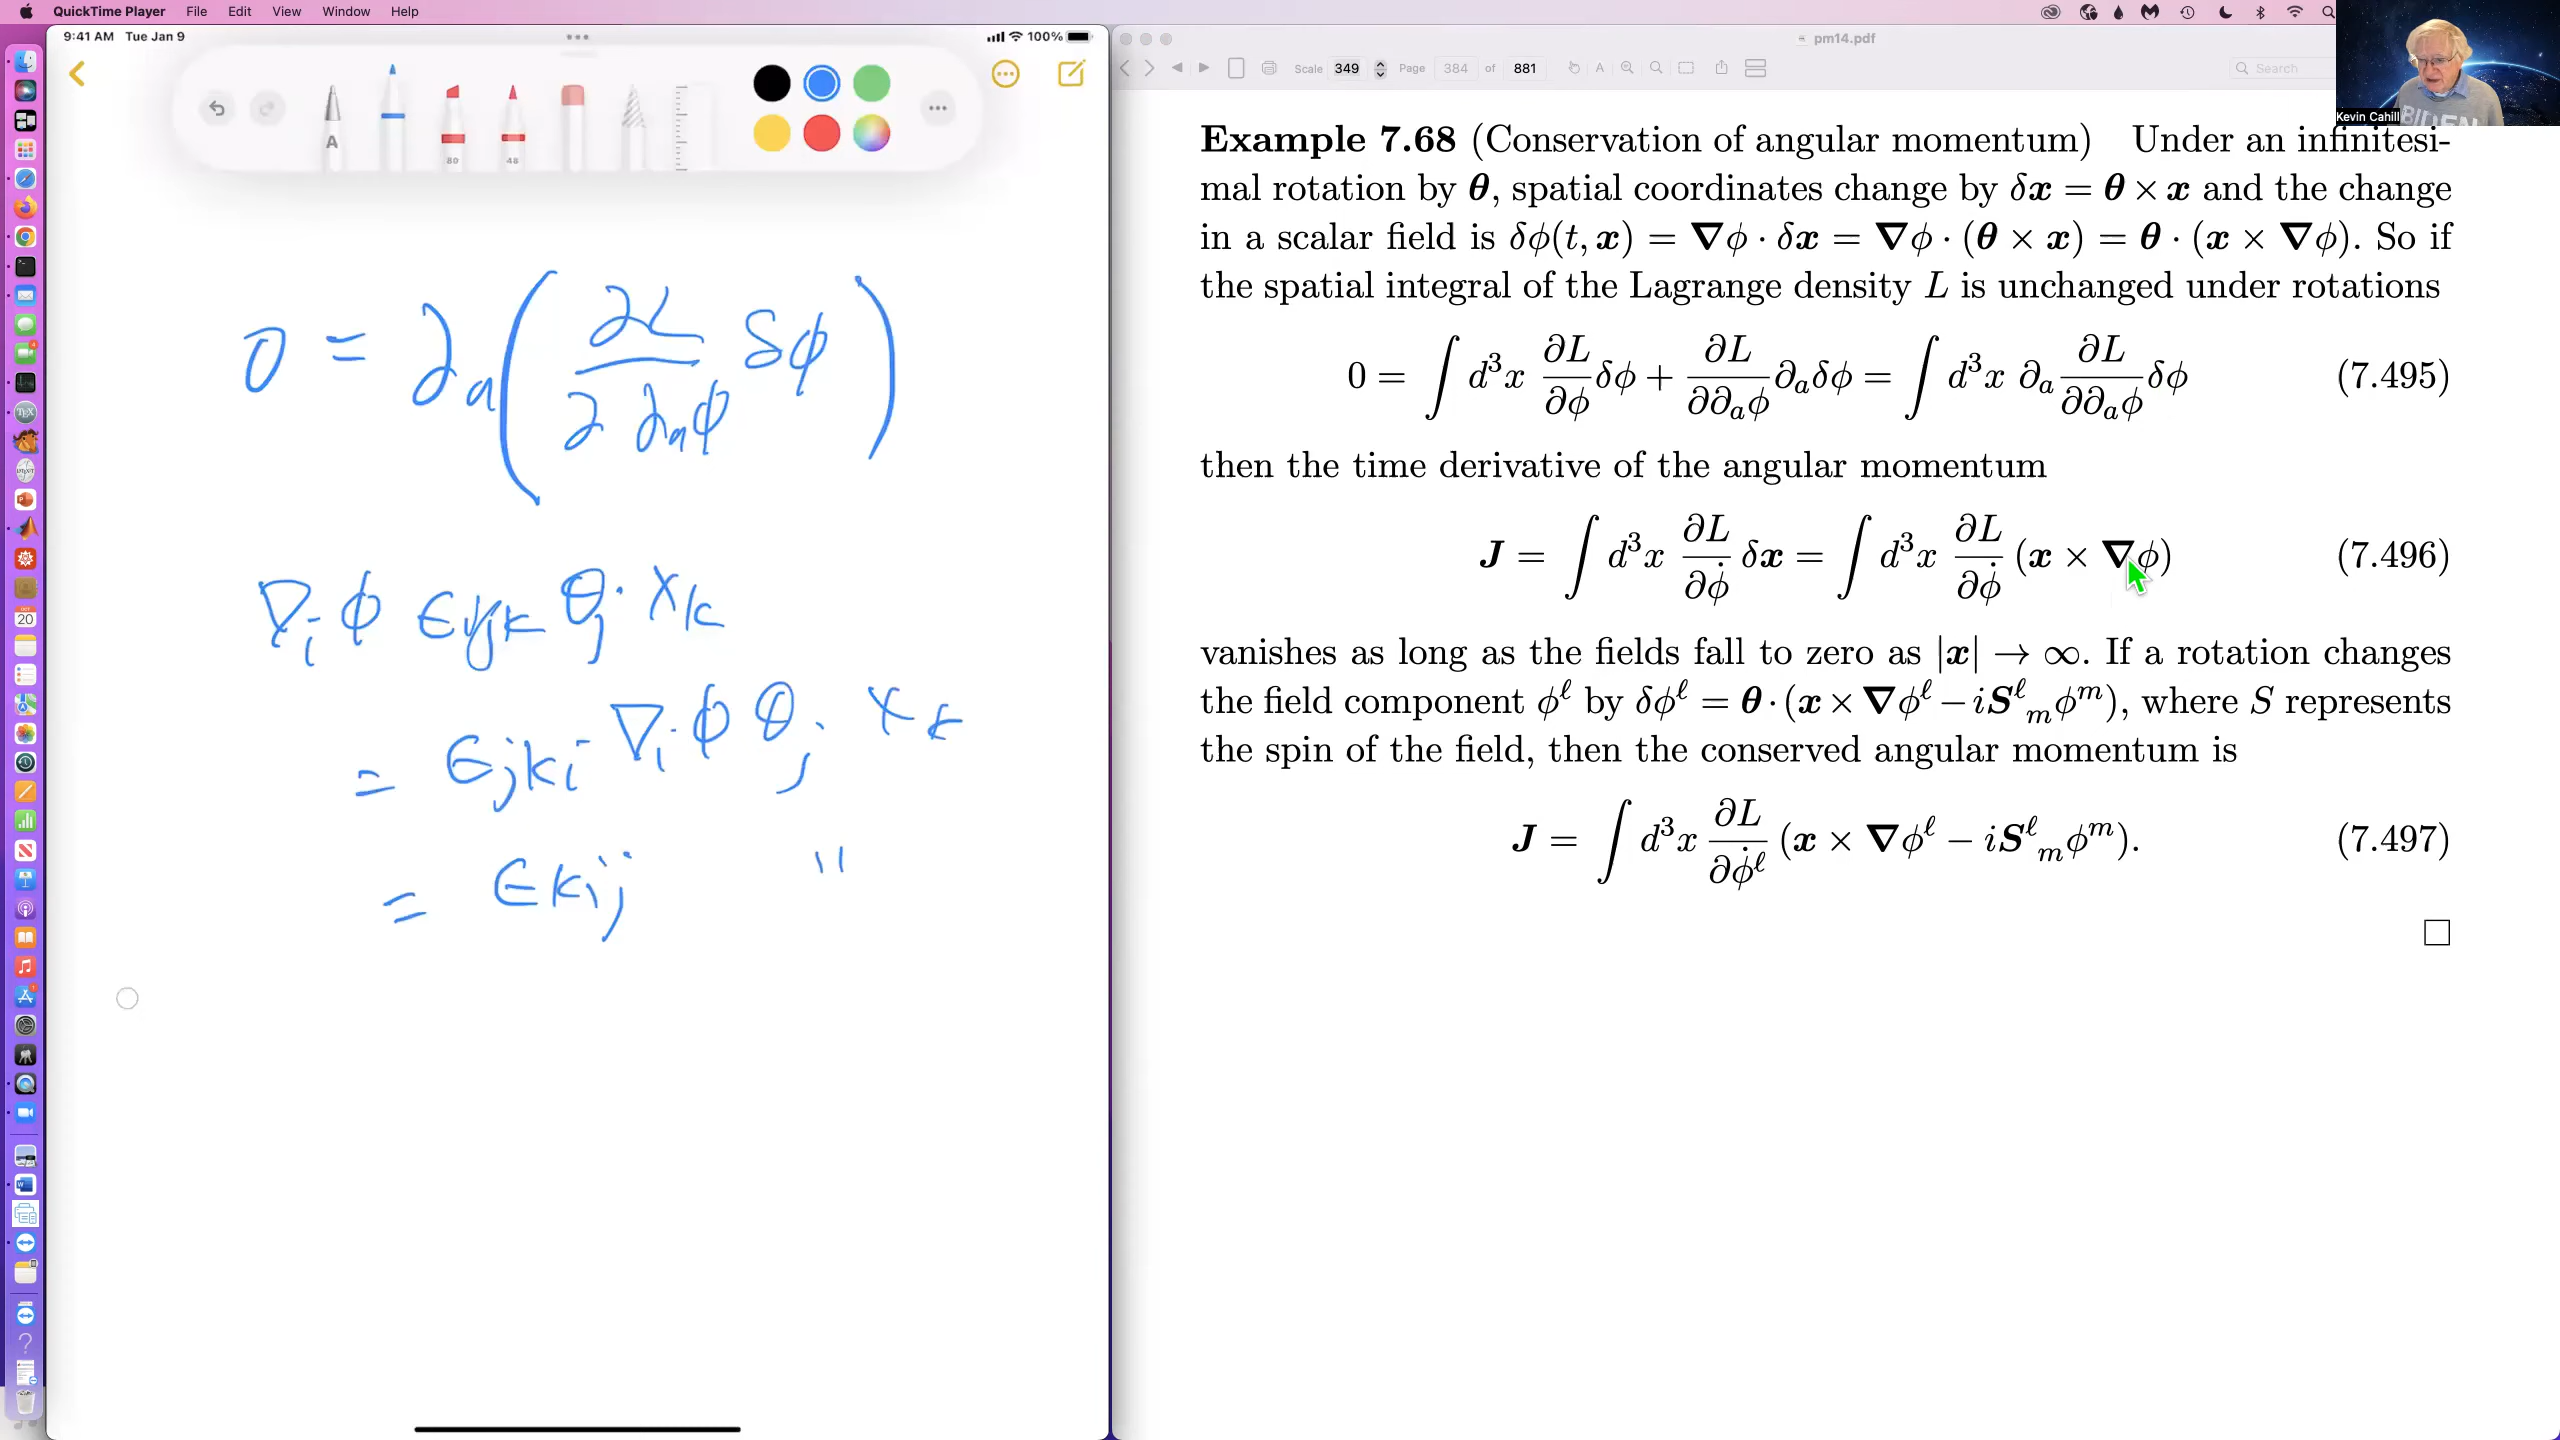 QuickTime Player File Edit View Window Help
9:41 AM Tue Jan 9
100%
A
80
48
0 = ∂ₐ( ∂L / ∂ ∂ₐφ δφ )
∇ᵢ φ ϵᵢⱼₖ θⱼ xₖ
= ϵⱼₖᵢ ∇ᵢ φ θⱼ xₖ
= ϵₖᵢⱼ "
pm14.pdf
Scale 349 Page 384 of 881 Search
Kevin Cahill
BIDEN
Example 7.68 (Conservation of angular momentum) Under an infinitesi-
mal rotation by θ, spatial coordinates change by δx = θ × x and the change
in a scalar field is δφ(t, x) = ∇φ · δx = ∇φ · (θ × x) = θ · (x × ∇φ). So if
the spatial integral of the Lagrange density L is unchanged under rotations
0 = ∫ d³x ∂L/∂φ δφ + ∂L/∂∂ₐφ ∂ₐδφ = ∫ d³x ∂ₐ ∂L/∂∂ₐφ δφ (7.495)
then the time derivative of the angular momentum
J = ∫ d³x ∂L/∂φ̇ δx = ∫ d³x ∂L/∂φ̇ (x × ∇φ) (7.496)
vanishes as long as the fields fall to zero as |x| → ∞. If a rotation changes
the field component φ^ℓ by δφ^ℓ = θ · (x × ∇φ^ℓ − iS^ℓ_m φ^m), where S represents
the spin of the field, then the conserved angular momentum is
J = ∫ d³x ∂L/∂φ̇^ℓ (x × ∇φ^ℓ − iS^ℓ_m φ^m). (7.497)